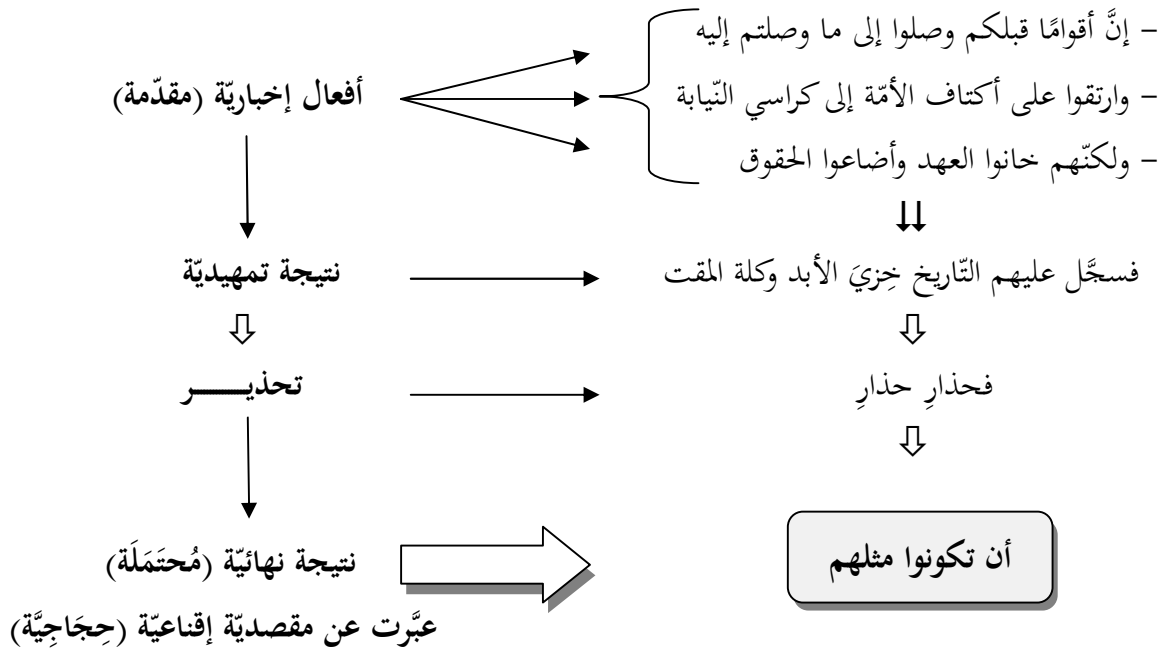 – إنَّ أقوامًا قبلكم وصلوا إلى ما وصلتم إليه
أفعال إخباريّة (مقدّمة)
– وارتقوا على أكتاف الأمّة إلى كراسي النّيابة
– ولكنّهم خانوا العهد وأضاعوا الحقوق
فسجَّل عليهم التّاريخ خِزيَ الأبد وكلة المقت
نتيجة تمهيديّة
فحذارِ حذارِ
تحذيـــــر
أن تكونوا مثلهم
نتيجة نهائيّة (مُحتَمَلَة)
عبَّرت عن مقصديّة إقناعيّة (حِجَاجِيَّة)